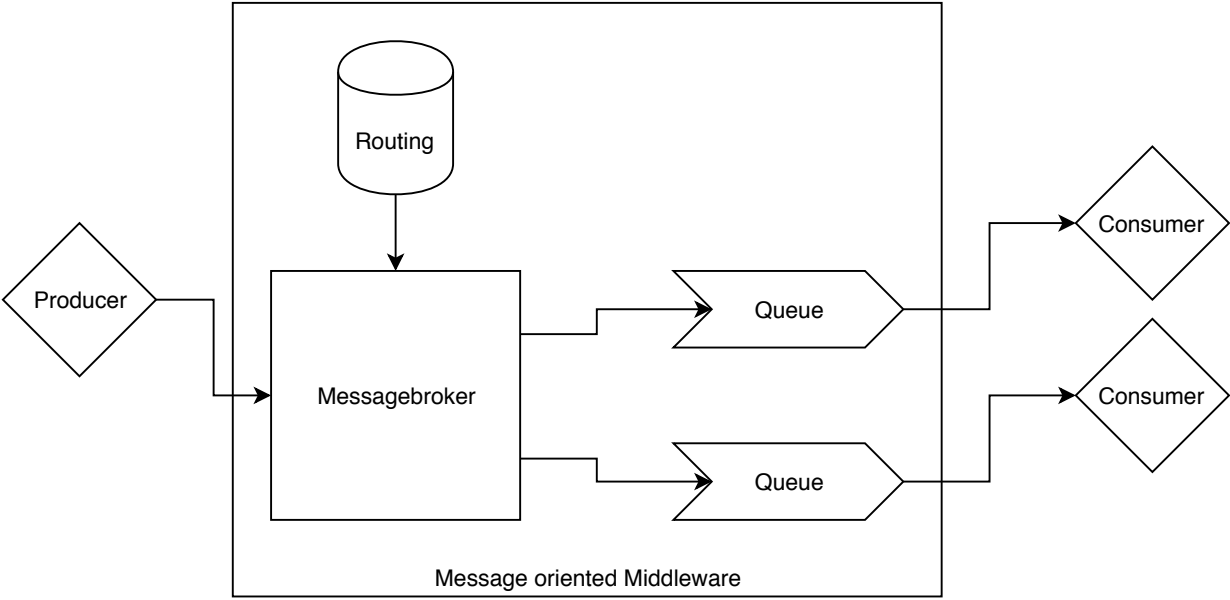 Routing
Producer
Messagebroker
Queue
Queue
Consumer
Consumer
Message oriented Middleware